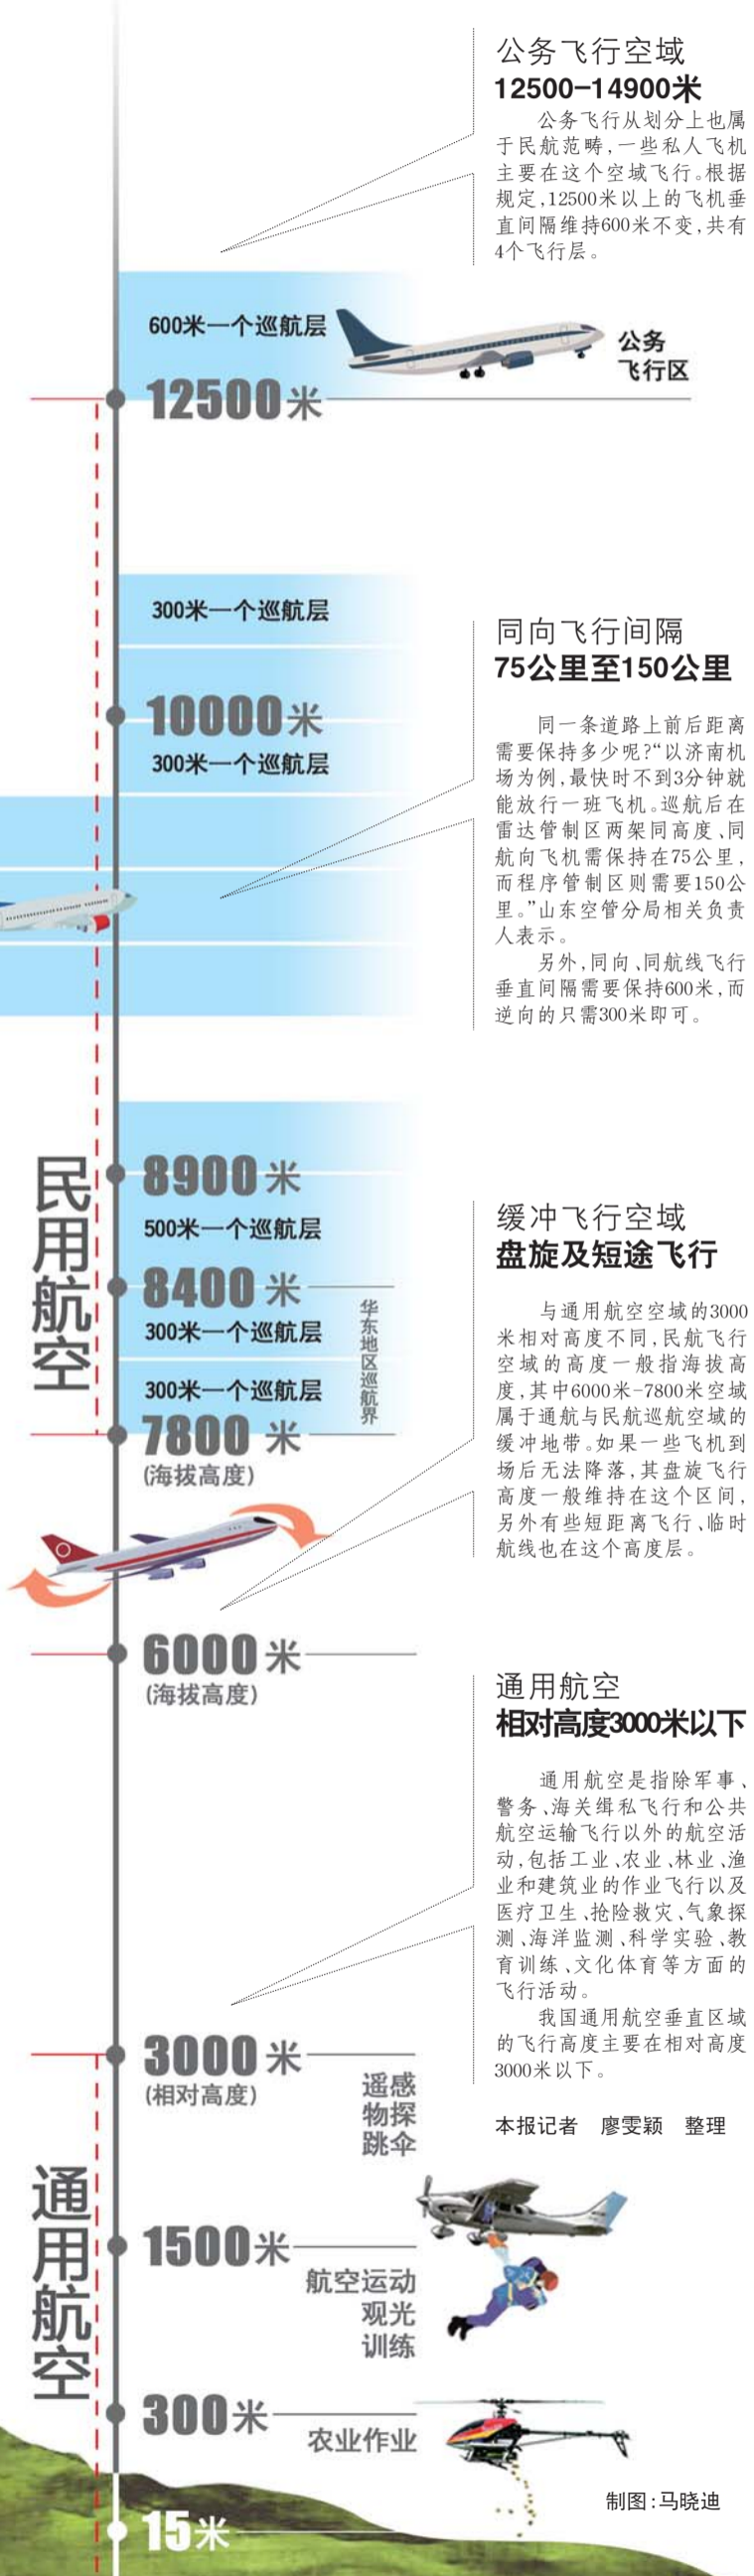 公务飞行空域
12500-14900米
公务飞行从划分上也属
于民航范畴，一些私人飞机
主要在这个空域飞行。根据
规定，12500米以上的飞机垂
直间隔维持600米不变，共有
4个飞行层。
600米一个巡航层
公务
飞行区
12500米
300米一个巡航层
10000米
300米一个巡航层
同向飞行间隔
75公里至150公里
同一条道路上前后距离
需要保持多少呢？“以济南机
场为例，最快时不到3分钟就
能放行一班飞机。巡航后在
雷达管制区两架同高度、同
航向飞机需保持在75公里，
而程序管制区则需要150公
里。”山东空管分局相关负责
人表示。
另外，同向、同航线飞行
垂直间隔需要保持600米，而
逆向的只需300米即可。
民用航空
8900米
500米一个巡航层
8400米
300米一个巡航层
300米一个巡航层
华东地区巡航界
7800米
(海拔高度)
缓冲飞行空域
盘旋及短途飞行
与通用航空空域的3000
米相对高度不同，民航飞行
空域的高度一般指海拔高
度，其中6000米-7800米空域
属于通航与民航巡航空域的
缓冲地带。如果一些飞机到
场后无法降落，其盘旋飞行
高度一般维持在这个区间，
另外有些短距离飞行、临时
航线也在这个高度层。
6000米
(海拔高度)
通用航空
相对高度3000米以下
通用航空是指除军事、
警务、海关缉私飞行和公共
航空运输飞行以外的航空活
动，包括工业、农业、林业、渔
业和建筑业的作业飞行以及
医疗卫生、抢险救灾、气象探
测、海洋监测、科学实验、教
育训练、文化体育等方面的
飞行活动。
我国通用航空垂直区域
的飞行高度主要在相对高度
3000米以下。
本报记者 廖雯颖 整理
3000米
(相对高度)
遥感
物探
跳伞
通用航空
1500米
航空运动
观光
训练
300米
农业作业
制图：马晓迪
15米